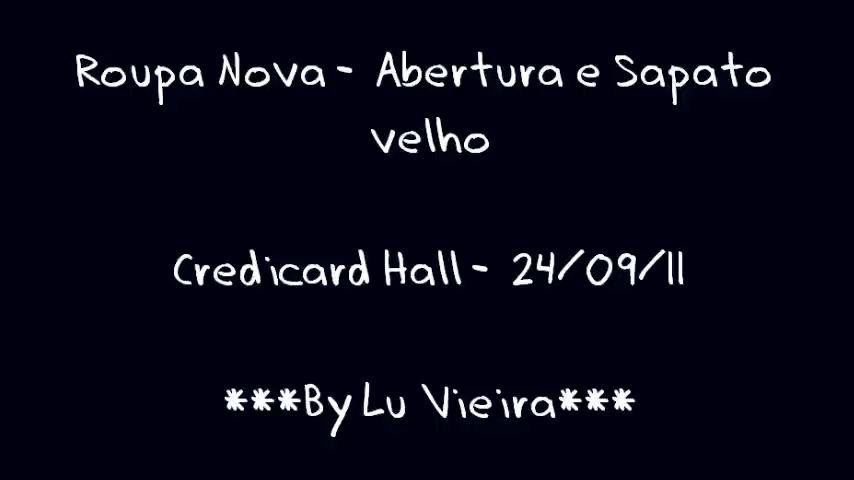 Roupa Nova - Abertura e Sapato
velho
Credicard Hall - 24/09/11
***By Lu Vieira***